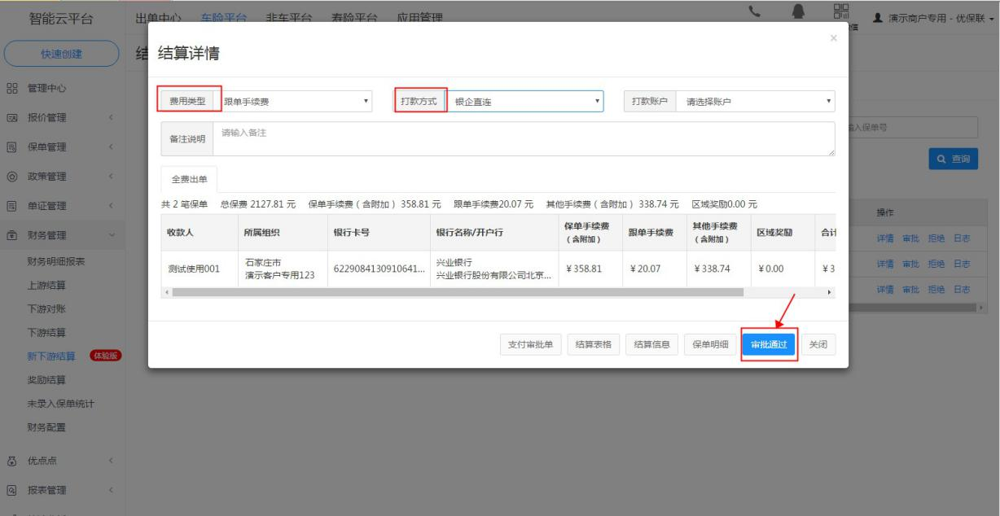 智能云平台
出单中心 车险平台 非车平台 寿险平台 应用管理
演示商户专用 - 优保联
快速创建
结
管理中心
报价管理
保单管理
政策管理
单证管理
财务管理
财务明细报表
上游结算
下游对账
下游结算
新下游结算 体验版
奖励结算
未录入保单统计
财务配置
优点点
报表管理
结算详情
×
费用类型 跟单手续费
打款方式 银企直连
打款账户 请选择账户
备注说明 请输入备注
全费出单
共 2 笔保单 总保费 2127.81 元 保单手续费（含附加） 358.81 元 跟单手续费20.07 元 其他手续费（含附加） 338.74 元 区域奖励0.00 元
收款人 所属组织 银行卡号 银行名称/开户行 保单手续费（含附加） 跟单手续费 其他手续费（含附加） 区域奖励 合计
测试使用001 石家庄市 6229084130910641... 兴业银行 ¥ 358.81 ¥ 20.07 ¥ 338.74 ¥ 0.00 ¥ 3
演示客户专用123 兴业银行股份有限公司北京...
支付审批单 结算表格 结算信息 保单明细 审批通过 关闭
输入保单号
查询
操作
详情 审批 拒绝 日志
详情 审批 拒绝 日志
详情 审批 拒绝 日志